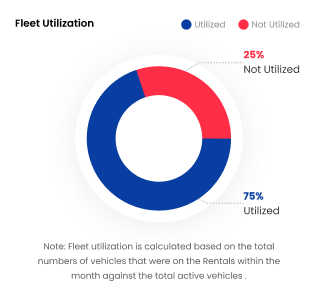 Fleet Utilization
Utilized
Not Utilized
25%
Not Utilized
75%
Utilized
Note: Fleet utilization is calculated based on the total
numbers of vehicles that were on the Rentals within the
month against the total active vehicles .